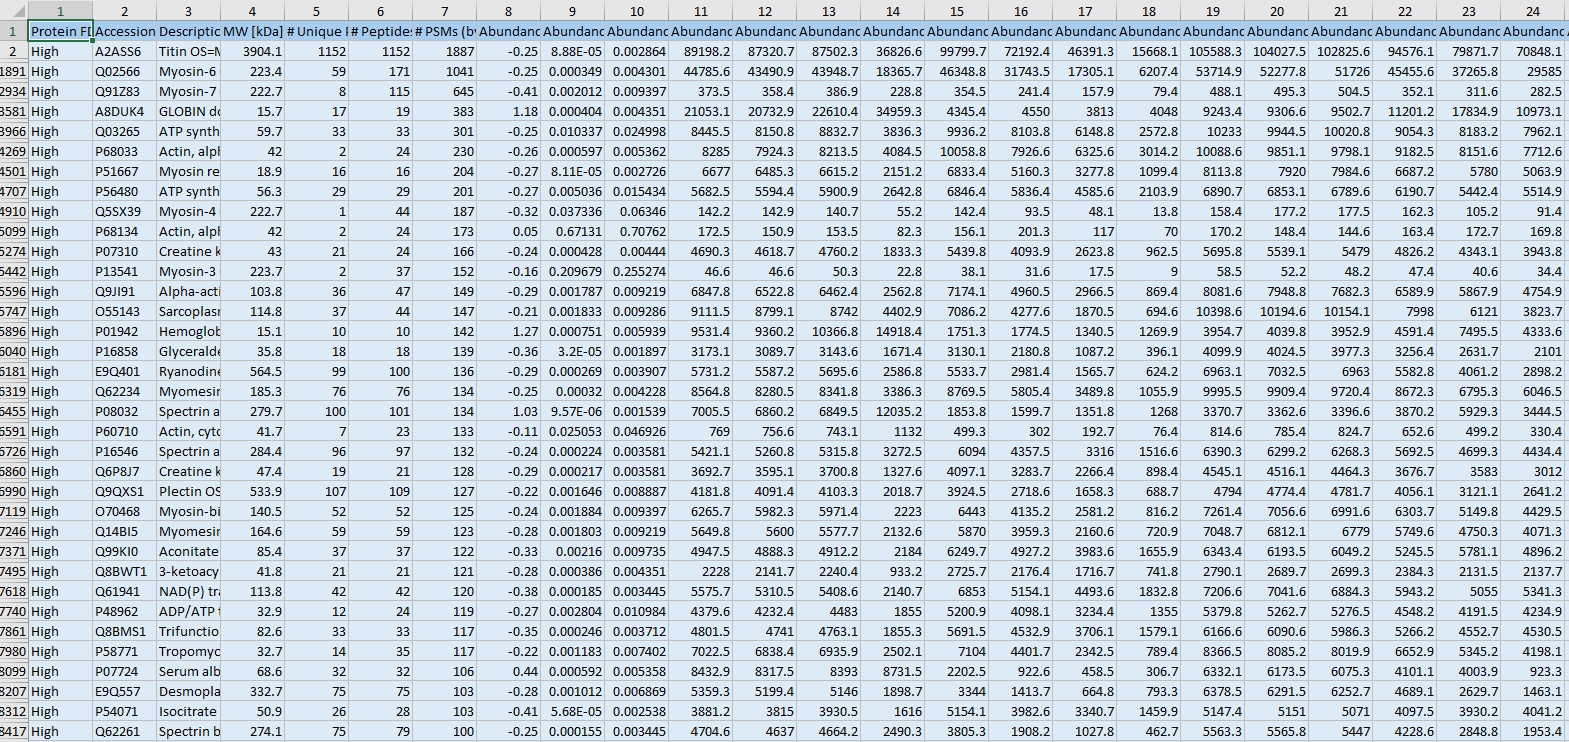 1 2 3 4 5 6 7 8 9 10 11 12 13 14 15 16 17 18 19 20 21 22 23 24
1 Protein FD Accession Descriptio MW [kDa] # Unique # Peptide # PSMs (by Abundanc Abundanc Abundanc Abundanc Abundanc Abundanc Abundanc Abundanc Abundanc Abundanc Abundanc Abundanc Abundanc Abundanc Abundanc Abundanc Abundanc
2 High A2ASS6 Titin OS=M 3904.1 1152 1152 1887 -0.25 8.88E-05 0.002864 89198.2 87320.7 87502.3 36826.6 99799.7 72192.4 46391.3 15668.1 105588.3 104027.5 102825.6 94576.1 79871.7 70848.1
1891 High Q02566 Myosin-6 223.4 59 171 1041 -0.25 0.000349 0.004301 44785.6 43490.9 43948.7 18365.7 46348.8 31743.5 17305.1 6207.4 53714.9 52277.8 51726 45455.6 37265.8 29585
2934 High Q91Z83 Myosin-7 222.7 8 115 645 -0.41 0.002012 0.009397 373.5 358.4 386.9 228.8 354.5 241.4 157.9 79.4 488.1 495.3 504.5 352.1 311.6 282.5
3581 High A8DUK4 GLOBIN do 15.7 17 19 383 1.18 0.000404 0.004351 21053.1 20732.9 22610.4 34959.3 4345.4 4550 3813 4048 9243.4 9306.6 9502.7 11201.2 17834.9 10973.1
3966 High Q03265 ATP synth 59.7 33 33 301 -0.25 0.010337 0.024998 8445.5 8150.8 8832.7 3836.3 9936.2 8103.8 6148.8 2572.8 10233 9944.5 10020.8 9054.3 8183.2 7962.1
4269 High P68033 Actin, alph 42 2 24 230 -0.26 0.000597 0.005362 8285 7924.3 8213.5 4084.5 10058.8 7926.6 6325.6 3014.2 10088.6 9851.1 9798.1 9182.5 8151.6 7712.6
4501 High P51667 Myosin re 18.9 16 16 204 -0.27 8.11E-05 0.002726 6677 6485.3 6615.2 2151.2 6833.4 5160.3 3277.8 1099.4 8113.8 7920 7984.6 6687.2 5780 5063.9
4707 High P56480 ATP synth 56.3 29 29 201 -0.27 0.005036 0.015434 5682.5 5594.4 5900.9 2642.8 6846.4 5836.4 4585.6 2103.9 6890.7 6853.1 6789.6 6190.7 5442.4 5514.9
4910 High Q5SX39 Myosin-4 222.7 1 44 187 -0.32 0.037336 0.06346 142.2 142.9 140.7 55.2 142.4 93.5 48.1 13.8 158.4 177.2 177.5 162.3 105.2 91.4
5099 High P68134 Actin, alph 42 2 24 173 0.05 0.67131 0.70762 172.5 150.9 153.5 82.3 156.1 201.3 117 70 170.2 148.4 144.6 163.4 172.7 169.8
5274 High P07310 Creatine k 43 21 24 166 -0.24 0.000428 0.00444 4690.3 4618.7 4760.2 1833.3 5439.8 4093.9 2623.8 962.5 5695.8 5539.1 5479 4826.2 4343.1 3943.8
5442 High P13541 Myosin-3 223.7 2 37 152 -0.16 0.209679 0.255274 46.6 46.6 50.3 22.8 38.1 31.6 17.5 9 58.5 52.2 48.2 47.4 40.6 34.4
5596 High Q9JI91 Alpha-acti 103.8 36 47 149 -0.29 0.001787 0.009219 6847.8 6522.8 6462.4 2562.8 7174.1 4960.5 2966.5 869.4 8081.6 7948.8 7682.3 6589.9 5867.9 4754.9
5747 High O55143 Sarcoplasm 114.8 37 44 147 -0.21 0.001833 0.009286 9111.5 8799.1 8742 4402.9 7086.2 4277.6 1870.5 694.6 10398.6 10194.6 10154.1 7998 6121 3823.7
5896 High P01942 Hemoglob 15.1 10 10 142 1.27 0.000751 0.005939 9531.4 9360.2 10366.8 14918.4 1751.3 1774.5 1340.5 1269.9 3954.7 4039.8 3952.9 4591.4 7495.5 4333.6
6040 High P16858 Glyceralde 35.8 18 18 139 -0.36 3.2E-05 0.001897 3173.1 3089.7 3143.6 1671.4 3130.1 2180.8 1087.2 396.1 4099.9 4024.5 3977.3 3256.4 2631.7 2101
6181 High E9Q401 Ryanodine 564.5 99 100 136 -0.29 0.000269 0.003907 5731.2 5587.2 5695.6 2586.8 5533.7 2981.4 1565.7 624.2 6963.1 7032.5 6963 5582.8 4061.2 2898.2
6319 High Q62234 Myomesin 185.3 76 76 134 -0.25 0.00032 0.004228 8564.8 8280.5 8341.8 3386.3 8769.5 5805.4 3489.8 1055.9 9995.5 9909.4 9720.4 8672.3 6795.3 6046.5
6455 High P08032 Spectrin a 279.7 100 101 134 1.03 9.57E-06 0.001539 7005.5 6860.2 6849.5 12035.2 1853.8 1599.7 1351.8 1268 3370.7 3362.6 3396.6 3870.2 5929.3 3444.5
6591 High P60710 Actin, cyto 41.7 7 23 133 -0.11 0.025053 0.046926 769 756.6 743.1 1132 499.3 302 192.7 76.4 814.6 785.4 824.7 652.6 499.2 330.4
6726 High P16546 Spectrin a 284.4 96 97 132 -0.24 0.000224 0.003581 5421.1 5260.8 5315.8 3272.5 6094 4357.5 3316 1516.6 6390.3 6299.2 6268.3 5692.5 4699.3 4434.4
6860 High Q6P8J7 Creatine k 47.4 19 21 128 -0.29 0.000217 0.003581 3692.7 3595.1 3700.8 1327.6 4097.1 3283.7 2266.4 898.4 4545.1 4516.1 4464.3 3676.7 3583 3012
6990 High Q9QXS1 Plectin OS 533.9 107 109 127 -0.22 0.001646 0.008887 4181.8 4091.4 4103.3 2018.7 3924.5 2718.6 1658.3 688.7 4794 4774.4 4781.7 4056.1 3121.1 2641.2
7119 High O70468 Myosin-bi 140.5 52 52 125 -0.24 0.001884 0.009397 6265.7 5982.3 5971.4 2223 6443 4135.2 2581.2 816.2 7261.4 7056.6 6991.6 6303.7 5149.8 4429.5
7246 High Q14BI5 Myomesin 164.6 59 59 123 -0.28 0.001803 0.009219 5649.8 5600 5577.7 2132.6 5870 3959.3 2160.6 720.9 7048.7 6812.1 6779 5749.6 4750.3 4071.3
7371 High Q99KI0 Aconitate 85.4 37 37 122 -0.33 0.00216 0.009735 4947.5 4888.3 4912.2 2184 6249.7 4927.2 3983.6 1655.9 6343.4 6193.5 6049.2 5245.5 5781.1 4896.2
7495 High Q8BWT1 3-ketoacy 41.8 21 21 121 -0.28 0.000386 0.004351 2228 2141.7 2240.4 933.2 2725.7 2176.4 1716.7 741.8 2790.1 2689.7 2699.3 2384.3 2131.5 2137.7
7618 High Q61941 NAD(P) tra 113.8 42 42 120 -0.38 0.000185 0.003445 5575.7 5310.5 5408.6 2140.7 6853 5154.1 4493.6 1832.8 7206.6 7041.6 6884.3 5943.2 5055 5341.3
7740 High P48962 ADP/ATP t 32.9 12 24 119 -0.27 0.002804 0.010984 4379.6 4232.4 4483 1855 5200.9 4098.1 3234.4 1355 5379.8 5262.7 5276.5 4548.2 4191.5 4234.9
7861 High Q8BMS1 Trifunctio 82.6 33 33 117 -0.35 0.000246 0.003712 4801.5 4741 4763.1 1855.3 5691.5 4532.9 3706.1 1579.1 6166.6 6090.6 5986.3 5266.2 4552.7 4530.5
7980 High P58771 Tropomyo 32.7 14 35 117 -0.22 0.001183 0.007402 7022.5 6838.4 6935.9 2502.1 7104 4401.7 2342.5 789.4 8366.5 8085.2 8019.9 6652.9 5345.2 4198.1
8099 High P07724 Serum alb 68.6 32 32 106 0.44 0.000592 0.005358 8432.9 8317.5 8393 8731.5 2202.5 922.6 458.5 306.7 6332.1 6173.5 6075.3 4101.1 4003.9 923.3
8207 High E9Q557 Desmopla 332.7 75 75 103 -0.28 0.001012 0.006869 5359.3 5199.4 5146 1898.7 3344 1413.7 664.8 793.3 6378.5 6291.5 6252.7 4689.1 2629.7 1463.1
8312 High P54071 Isocitrate 50.9 26 28 103 -0.41 5.68E-05 0.002538 3881.2 3815 3930.5 1616 5154.1 3982.6 3340.7 1459.9 5147.4 5151 5071 4097.5 3930.2 4041.2
8417 High Q62261 Spectrin b 274.1 75 79 100 -0.25 0.000155 0.003445 4704.6 4637 4664.2 2490.3 3805.3 1908.2 1027.8 462.7 5563.3 5565.8 5447 4228.6 2848.8 1953.4